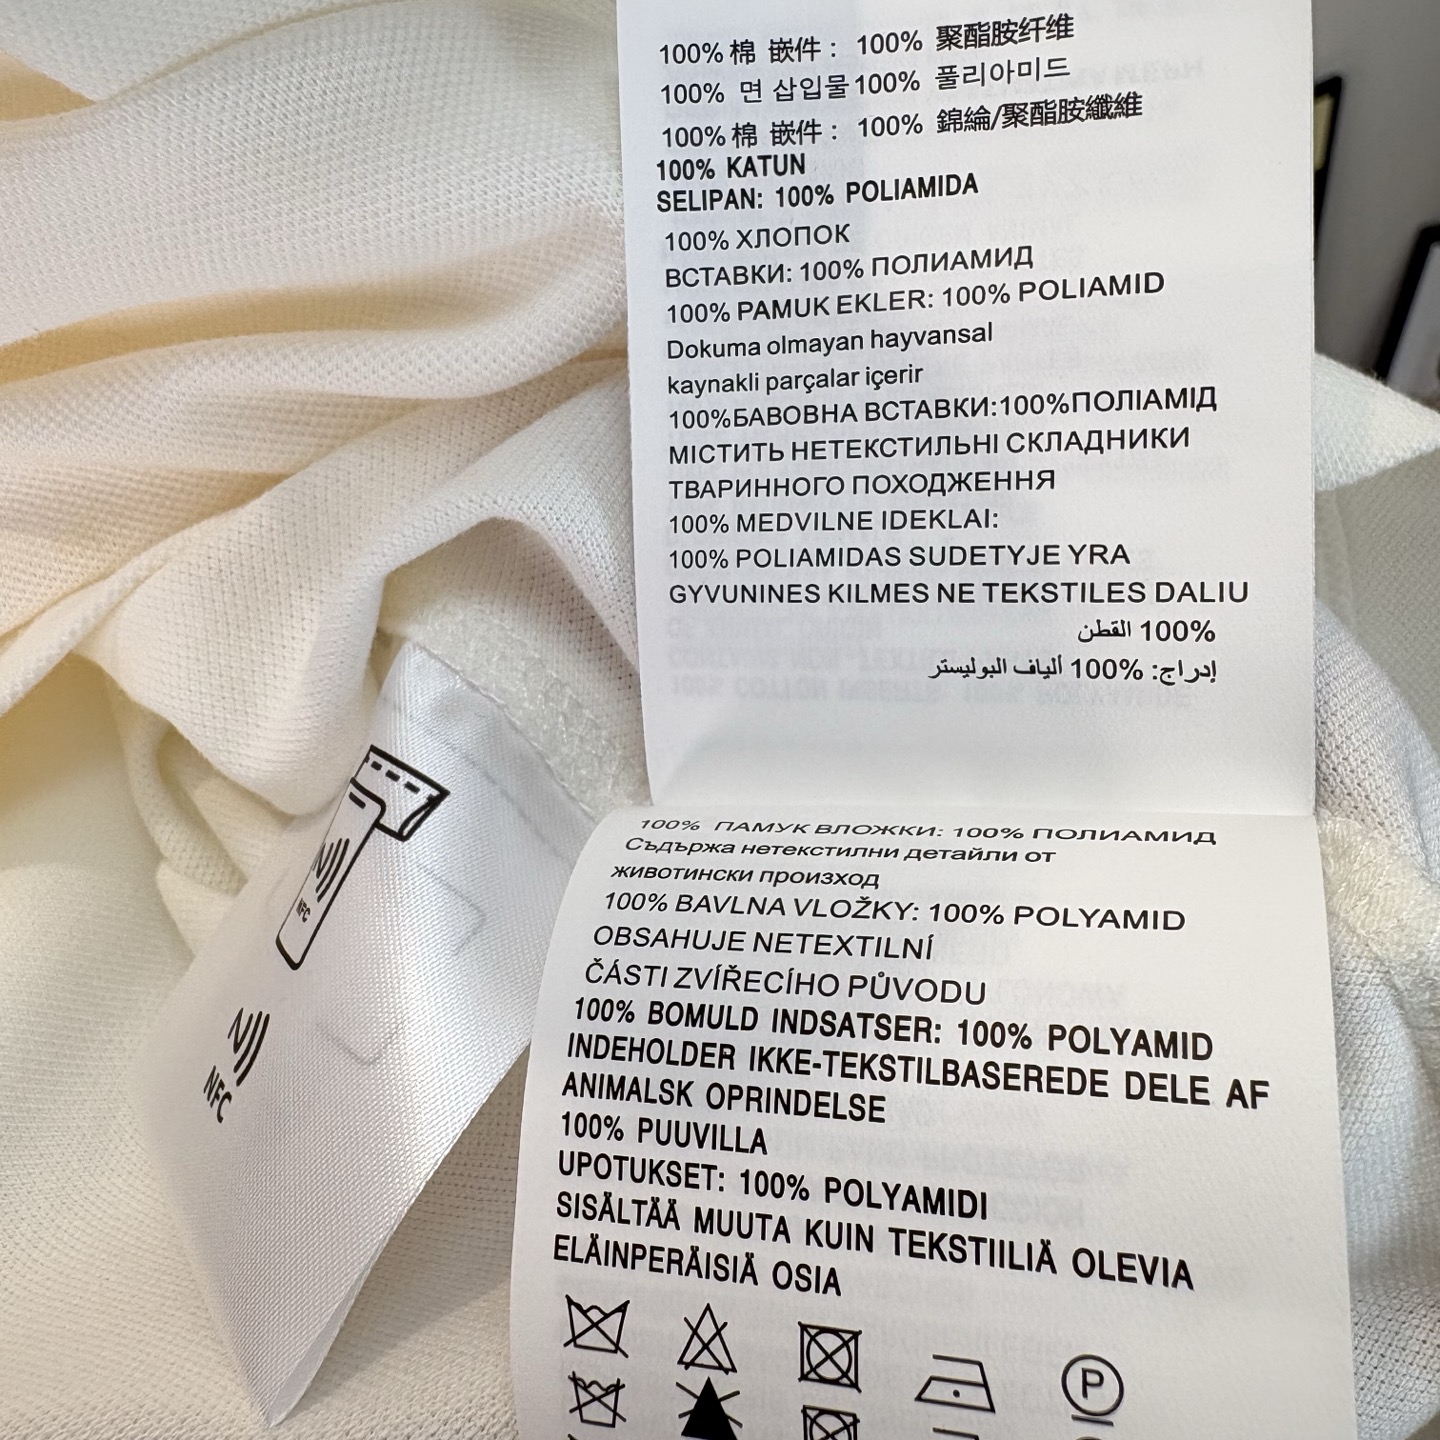 100% 棉 嵌件： 100% 聚酯胺纤维
100% 면 삽입물100% 폴리아미드
100% 棉 嵌件： 100% 錦綸/聚酯胺纖維
100% KATUN
SELIPAN: 100% POLIAMIDA
100% ХЛОПОК
ВСТАВКИ: 100% ПОЛИАМИД
100% PAMUK EKLER: 100% POLIAMID
Dokuma olmayan hayvansal
kaynakli parçalar içerir
100%БАВОВНА ВСТАВКИ:100%ПОЛІАМІД
МІСТИТЬ НЕТЕКСТИЛЬНІ СКЛАДНИКИ
ТВАРИННОГО ПОХОДЖЕННЯ
100% MEDVILNE IDEKLAI:
100% POLIAMIDAS SUDETYJE YRA
GYVUNINES KILMES NE TEKSTILES DALIU
100% القطن
إدراج: %100 ألياف البوليستر
NFC
NFC
100% ПАМУК ВЛОЖКИ: 100% ПОЛИАМИД
Съдържа нетекстилни детайли от
животински произход
100% BAVLNA VLOŽKY: 100% POLYAMID
OBSAHUJE NETEXTILNÍ
ČÁSTI ZVÍŘECÍHO PŮVODU
100% BOMULD INDSATSER: 100% POLYAMID
INDEHOLDER IKKE-TEKSTILBASEREDE DELE AF
ANIMALSK OPRINDELSE
100% PUUVILLA
UPOTUKSET: 100% POLYAMIDI
SISÄLTÄÄ MUUTA KUIN TEKSTIILIÄ OLEVIA
ELÄINPERÄISIÄ OSIA
P